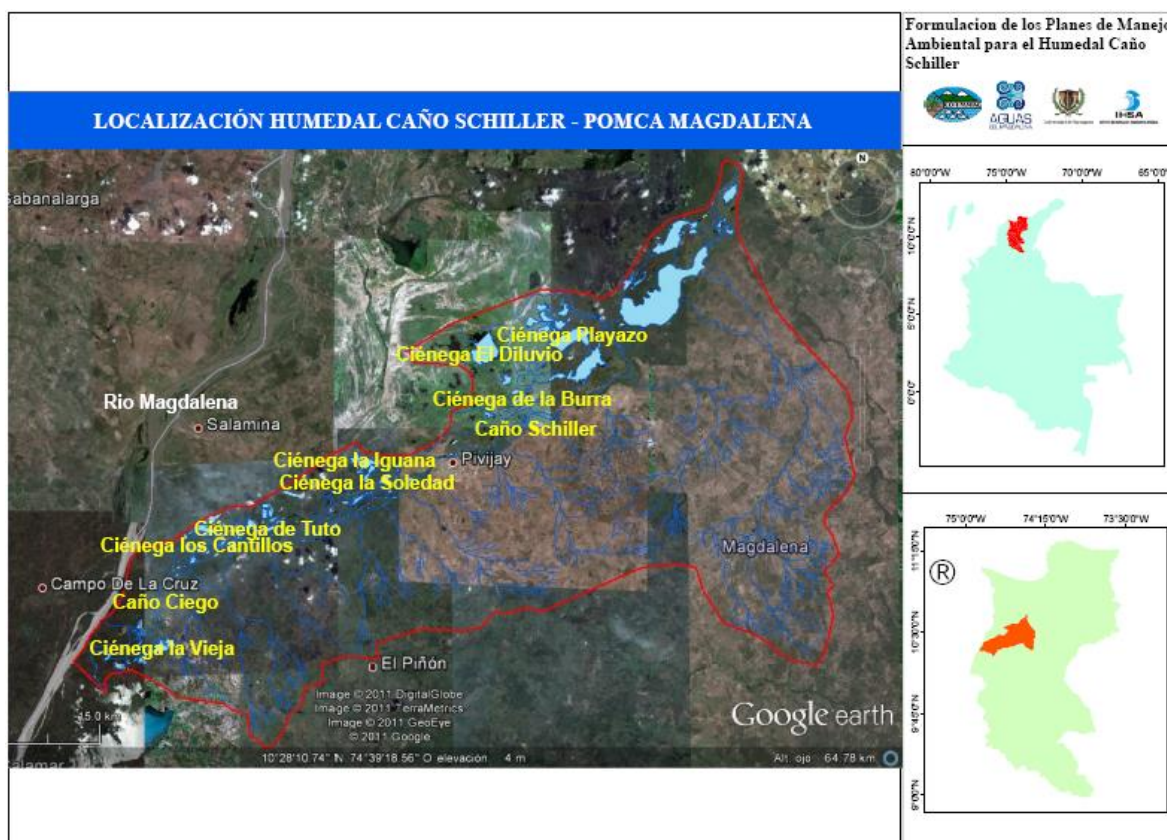 Formulacion de los Planes de Manejo
Ambiental para el Humedal Caño
Schiller
AGUAS
IHSA
LOCALIZACIÓN HUMEDAL CAÑO SCHILLER - POMCA MAGDALENA
N
Sabanalarga
Ciénega Playazo
Ciénega El Diluvio
Rio Magdalena
Salamina
Ciénega de la Burra
Caño Schiller
Ciénega la Iguana
Pivijay
Ciénega la Soledad
Ciénega de Tuto
Ciénega los Cantillos
Magdalena
Campo De La Cruz
Caño Ciego
Ciénega la Vieja
El Piñón
Image © 2011 DigitalGlobe
Image © 2011 TerraMetrics
Image © 2011 GeoEye
© 2011 Google
Google earth
15.0 km
10°28'10.74" N 74°39'18.56" O elevación 4 m
Alt. ojo 64.78 km
80°0'0"W 75°0'0"W 70°0'0"W 65°0'0"W
10°0'0"N
5°0'0"N
0°0'0"
75°0'0"W 74°15'0"W 73°30'0"W
11°15'0"N
10°30'0"N
9°45'0"N
9°0'0"N
®